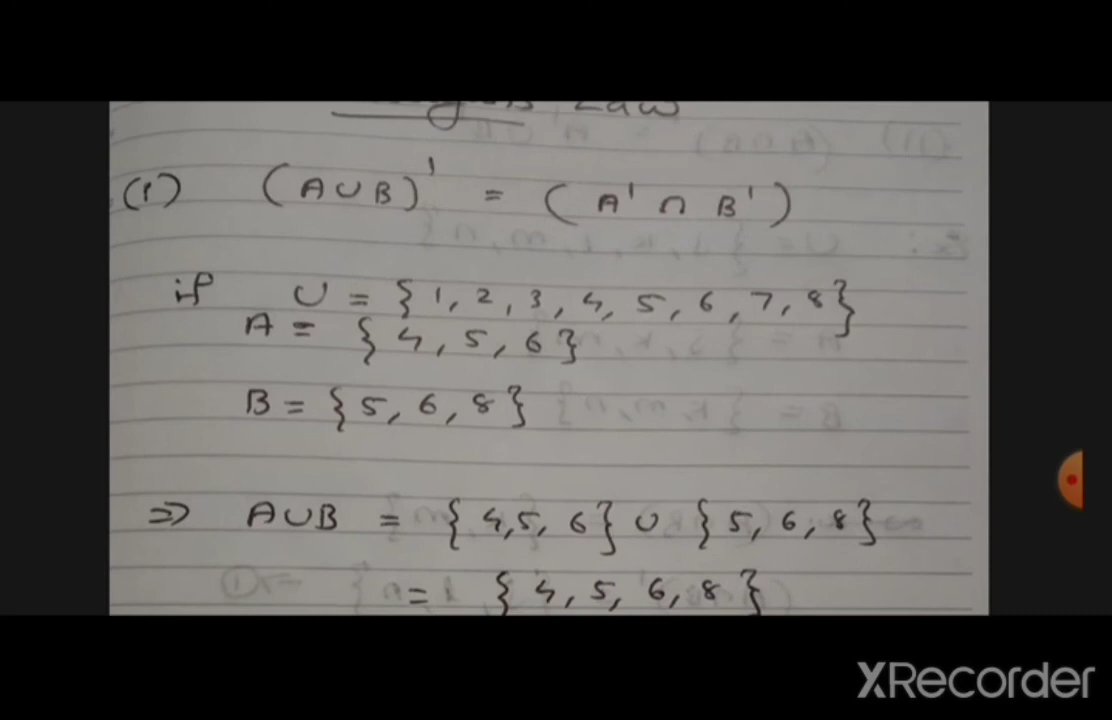 Law
(1) (A∪B)' = (A' ∩ B')
if U = {1, 2, 3, 4, 5, 6, 7, 8}
A = {4, 5, 6}
B = {5, 6, 8}
⇒ A∪B = {4,5, 6} ∪ {5, 6, 8}
= {4, 5, 6, 8}
XRecorder